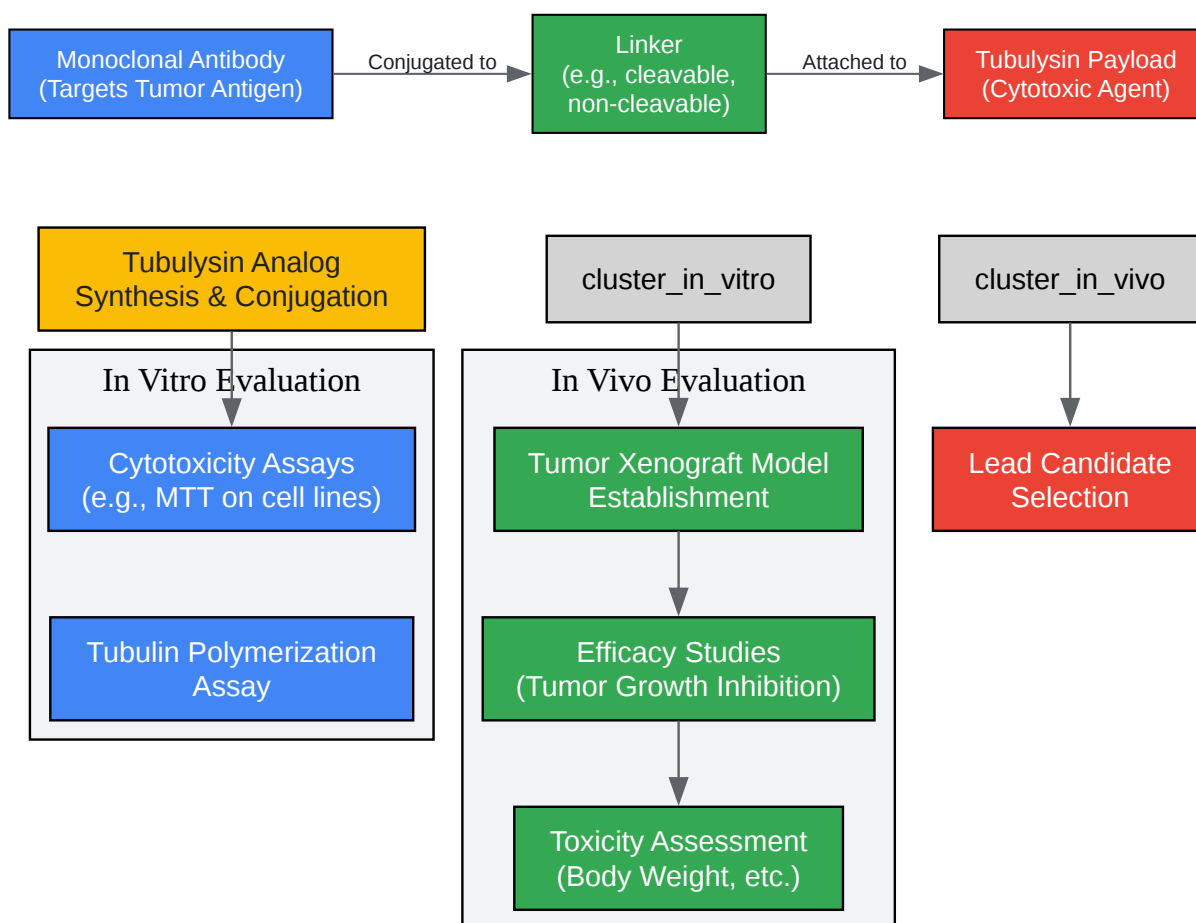 Monoclonal Antibody
(Targets Tumor Antigen)
Conjugated to
Linker
(e.g., cleavable,
non-cleavable)
Attached to
Tubulysin Payload
(Cytotoxic Agent)
Tubulysin Analog
Synthesis & Conjugation
cluster_in_vitro
cluster_in_vivo
In Vitro Evaluation
Cytotoxicity Assays
(e.g., MTT on cell lines)
Tubulin Polymerization
Assay
In Vivo Evaluation
Tumor Xenograft Model
Establishment
Efficacy Studies
(Tumor Growth Inhibition)
Toxicity Assessment
(Body Weight, etc.)
Lead Candidate
Selection